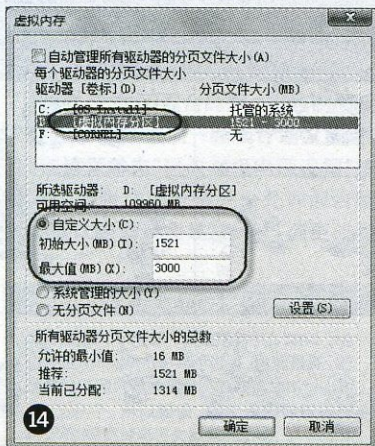 虚拟内存
自动管理所有驱动器的分页文件大小(A)
每个驱动器的分页文件大小
驱动器 [卷标](D) 分页文件大小(MB)
C: [OS-Install] 托管的系统
[虚拟内存分区] 1521 - 3000
F: [CORNEL] 无
所选驱动器: D: [虚拟内存分区]
可用空间: 109960 MB
自定义大小(C):
初始大小(MB)(I): 1521
最大值(MB)(X): 3000
系统管理的大小(Y)
无分页文件(N) 设置(S)
所有驱动器分页文件大小的总数
允许的最小值: 16 MB
推荐: 1521 MB
当前已分配: 1314 MB
14 确定 取消